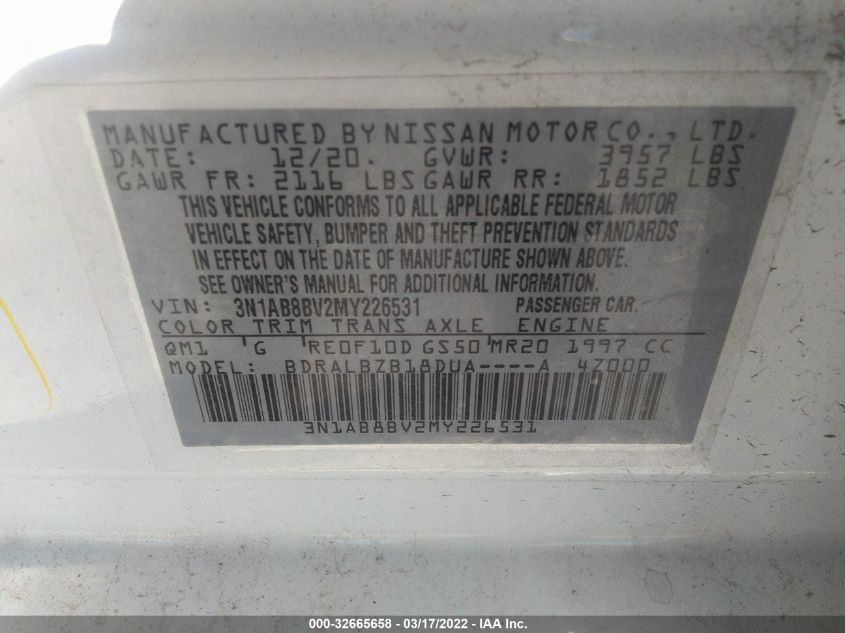 MANUFACTURED BY NISSAN MOTOR CO., LTD.
DATE: 12/20. GVWR: 3957 LBS
GAWR FR: 2116 LBS GAWR RR: 1852 LBS
THIS VEHICLE CONFORMS TO ALL APPLICABLE FEDERAL MOTOR
VEHICLE SAFETY, BUMPER AND THEFT PREVENTION STANDARDS
IN EFFECT ON THE DATE OF MANUFACTURE SHOWN ABOVE.
SEE OWNER'S MANUAL FOR ADDITIONAL INFORMATION.
VIN: 3N1AB8BV2MY226531 PASSENGER CAR.
COLOR TRIM TRANS AXLE ENGINE
QM1 'G 'RE0F10D GS50'MR20 1997 CC
MODEL: BDRALBZB18DUA----A 4Z000
3N1AB8BV2MY226531
000-32665658 - 03/17/2022 - IAA Inc.